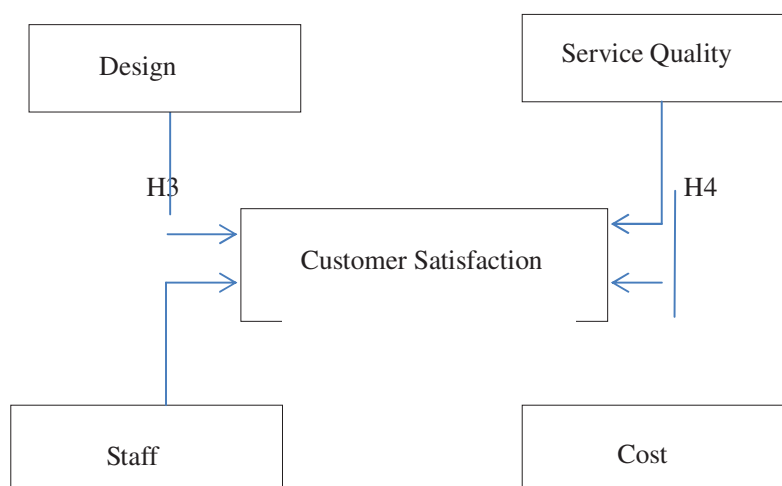 Design
Service Quality
H3
H4
Customer Satisfaction
Staff
Cost